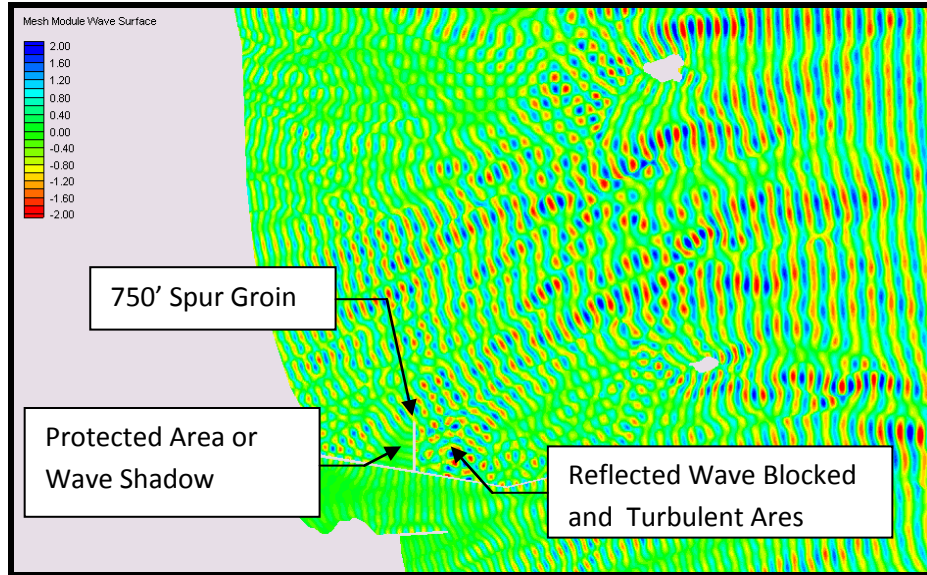 Mesh Module Wave Surface
2.00
1.60
1.20
0.80
0.40
0.00
-0.40
-0.80
-1.20
-1.60
-2.00
750’ Spur Groin
Protected Area or
Wave Shadow
Reflected Wave Blocked
and Turbulent Ares